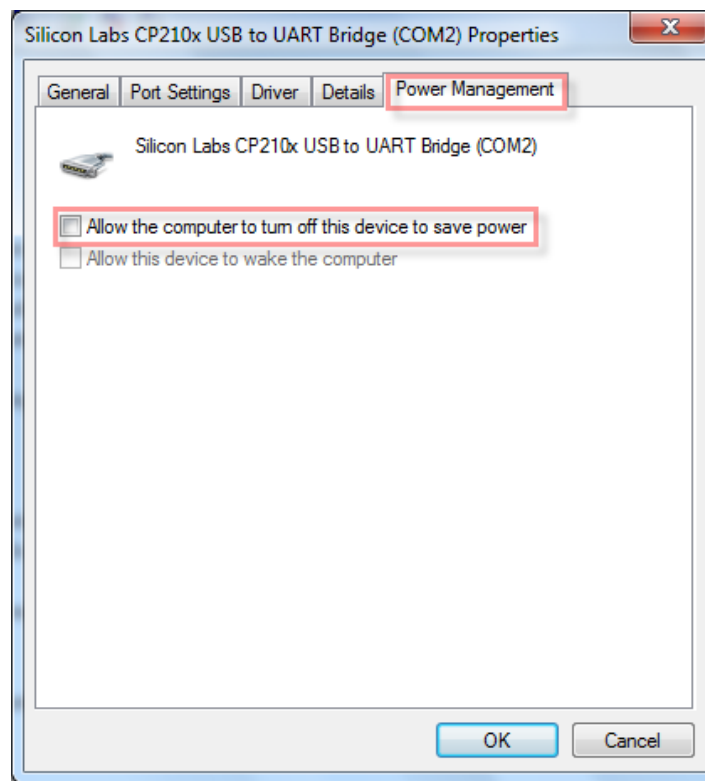 Silicon Labs CP210x USB to UART Bridge (COM2) Properties
General Port Settings Driver Details Power Management
Silicon Labs CP210x USB to UART Bridge (COM2)
Allow the computer to turn off this device to save power
Allow this device to wake the computer
OK Cancel